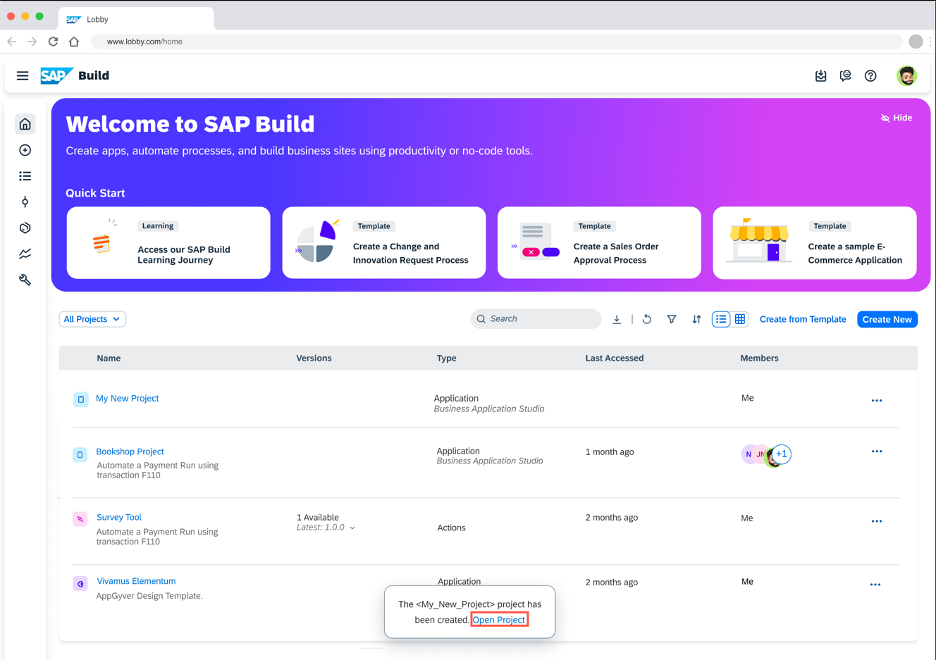 SAP Lobby
www.lobby.com/home
SAP Build
Welcome to SAP Build
Hide
Create apps, automate processes, and build business sites using productivity or no-code tools.
Quick Start
Learning
Access our SAP Build
Learning Journey
Template
Create a Change and
Innovation Request Process
Template
Create a Sales Order
Approval Process
Template
Create a sample E-
Commerce Application
All Projects
Search
Create from Template
Create New
Name Versions Type Last Accessed Members
My New Project Application Me
Business Application Studio
Bookshop Project Application 1 month ago N JN +1
Business Application Studio
Automate a Payment Run using
transaction F110
Survey Tool 1 Available 2 months ago Me
Latest: 1.0.0
Actions
Automate a Payment Run using
transaction F110
Vivamus Elementum Application 2 months ago Me
AppGyver Design Template.
The <My_New_Project> project has
been created. Open Project